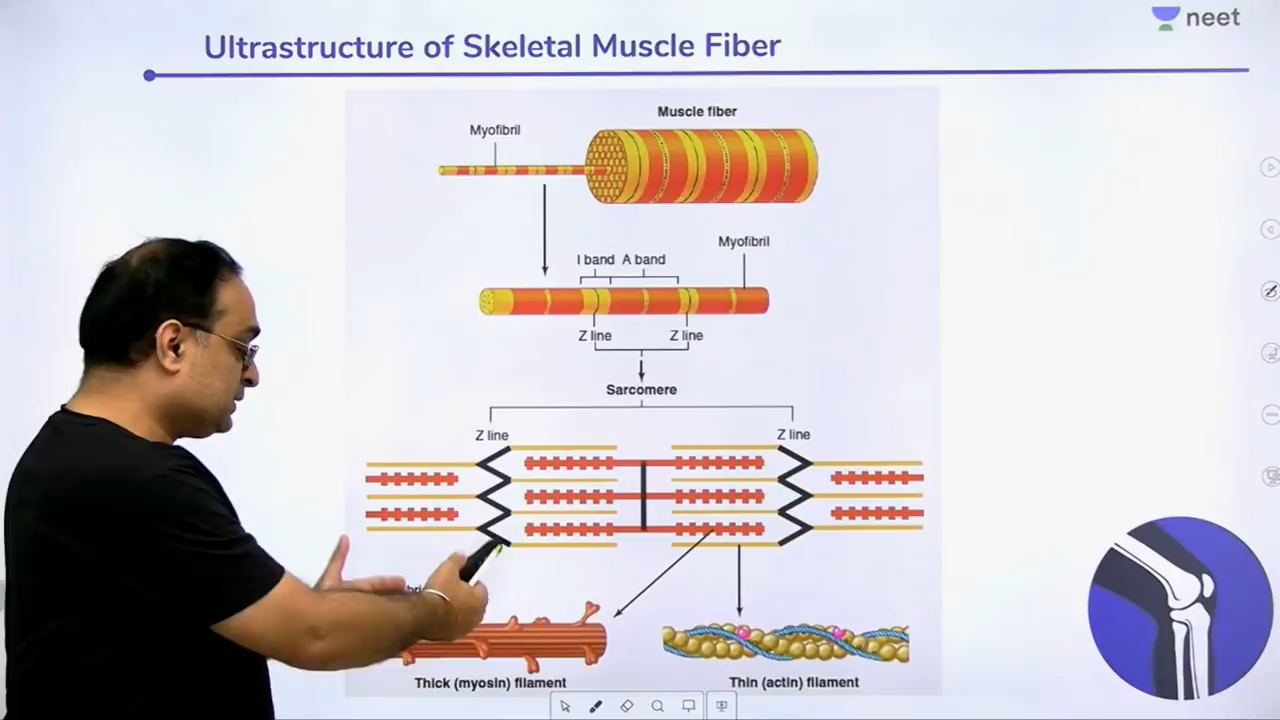 neet
Ultrastructure of Skeletal Muscle Fiber
Muscle fiber
Myofibril
Myofibril
I band A band
Z line Z line
Sarcomere
Z line Z line
Thick (myosin) filament Thin (actin) filament